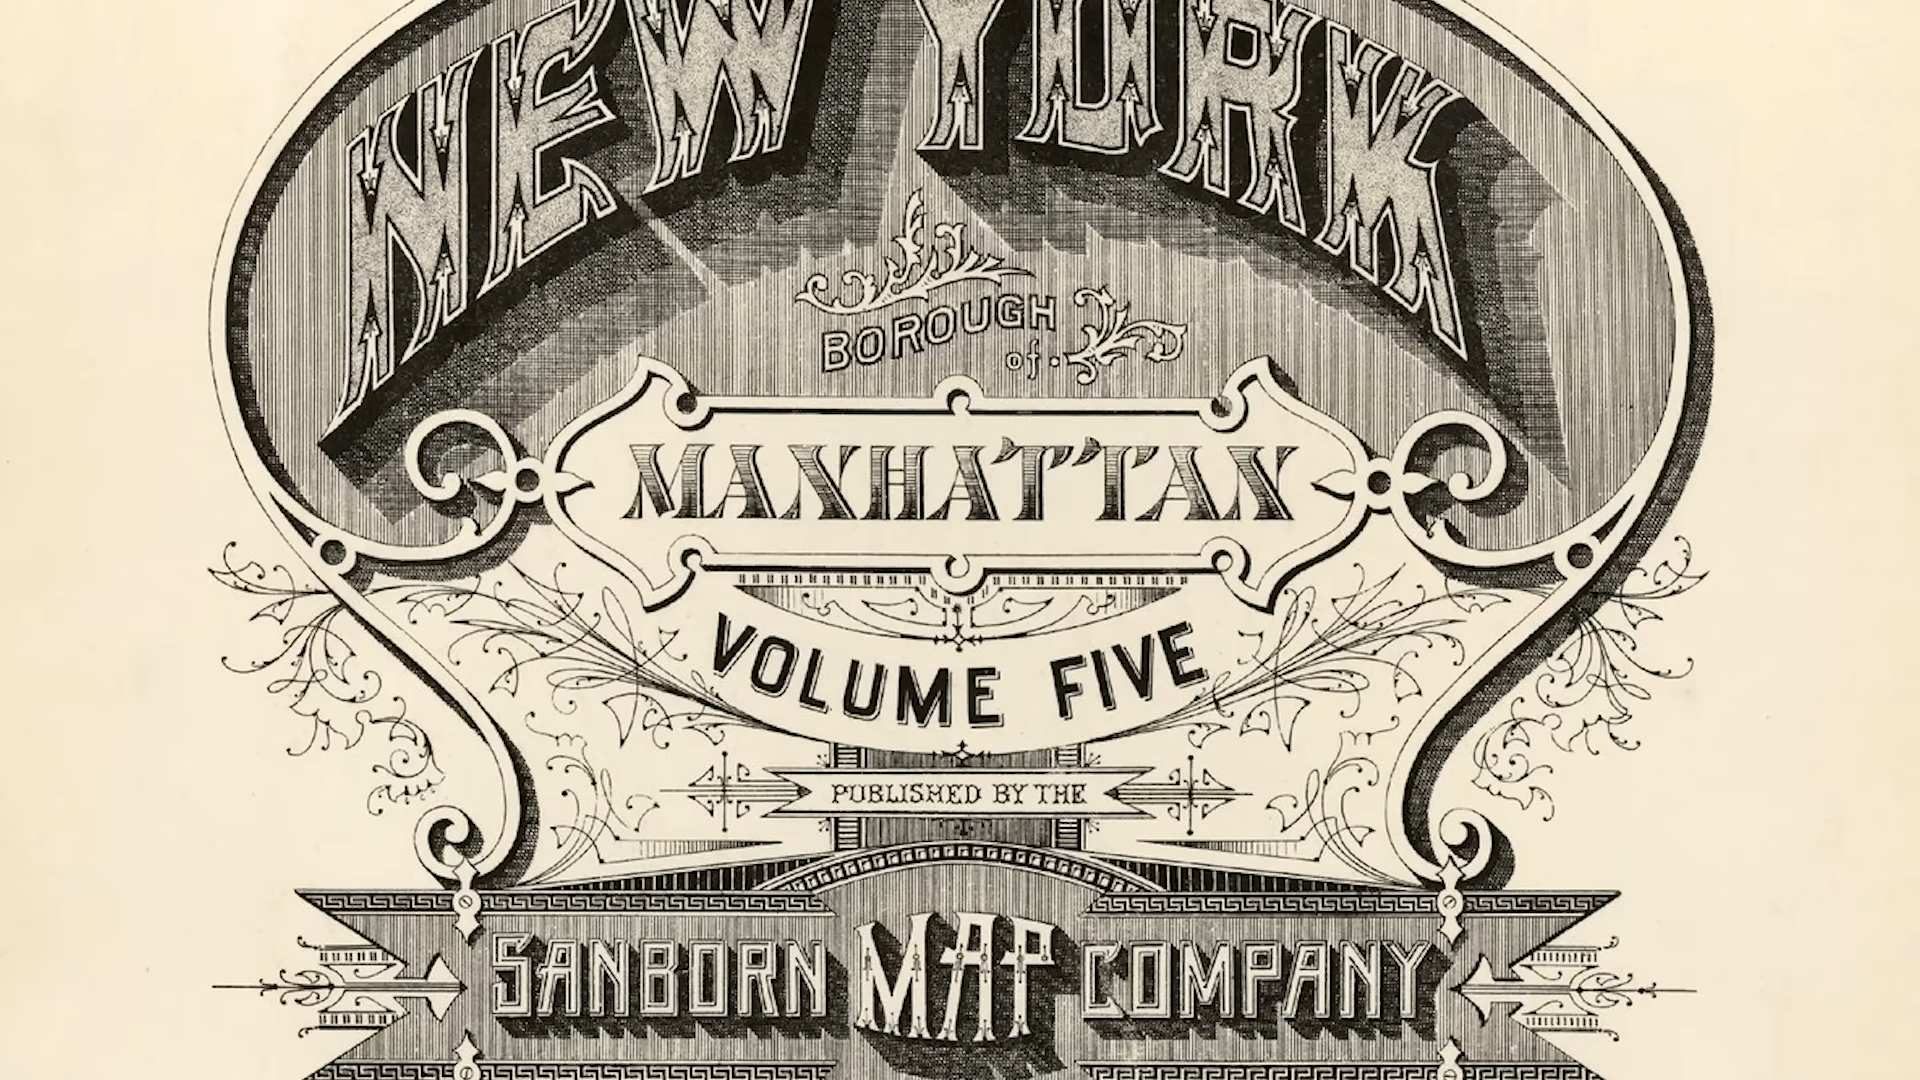 NEW YORK
BOROUGH
of
MANHATTAN
VOLUME FIVE
PUBLISHED BY THE
SANBORN MAP COMPANY